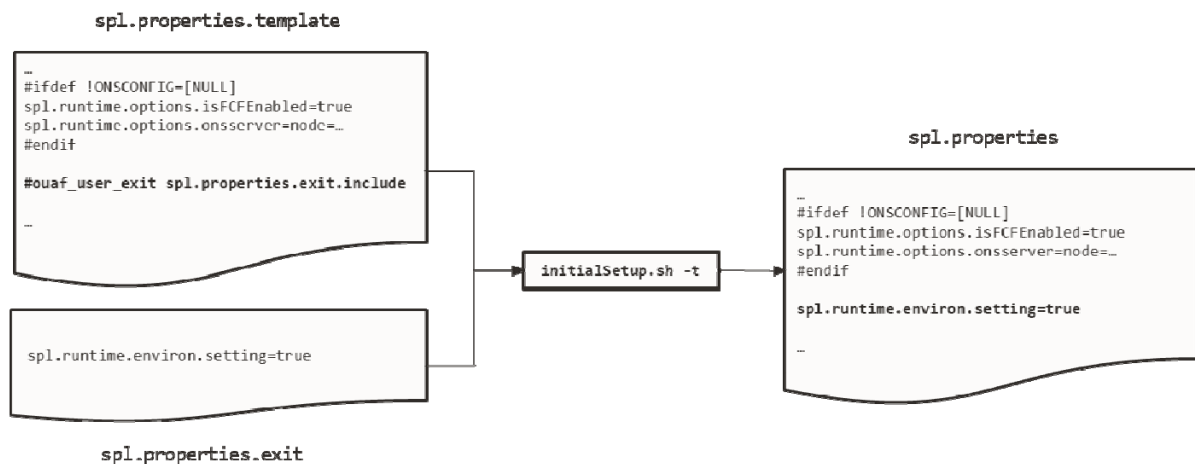 spl.properties.template
…
#ifdef !ONSCONFIG=[NULL]
spl.runtime.options.isFCFEnabled=true
spl.runtime.options.onsserver=node=…
#endif
#ouaf_user_exit spl.properties.exit.include
…
spl.runtime.environ.setting=true
spl.properties.exit
initialSetup.sh -t
spl.properties
…
#ifdef !ONSCONFIG=[NULL]
spl.runtime.options.isFCFEnabled=true
spl.runtime.options.onsserver=node=…
#endif
spl.runtime.environ.setting=true
…